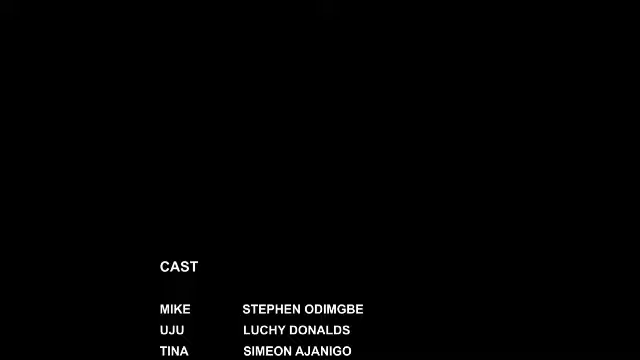 CAST
MIKE STEPHEN ODIMGBE
UJU LUCHY DONALDS
TINA SIMEON AJANIGO